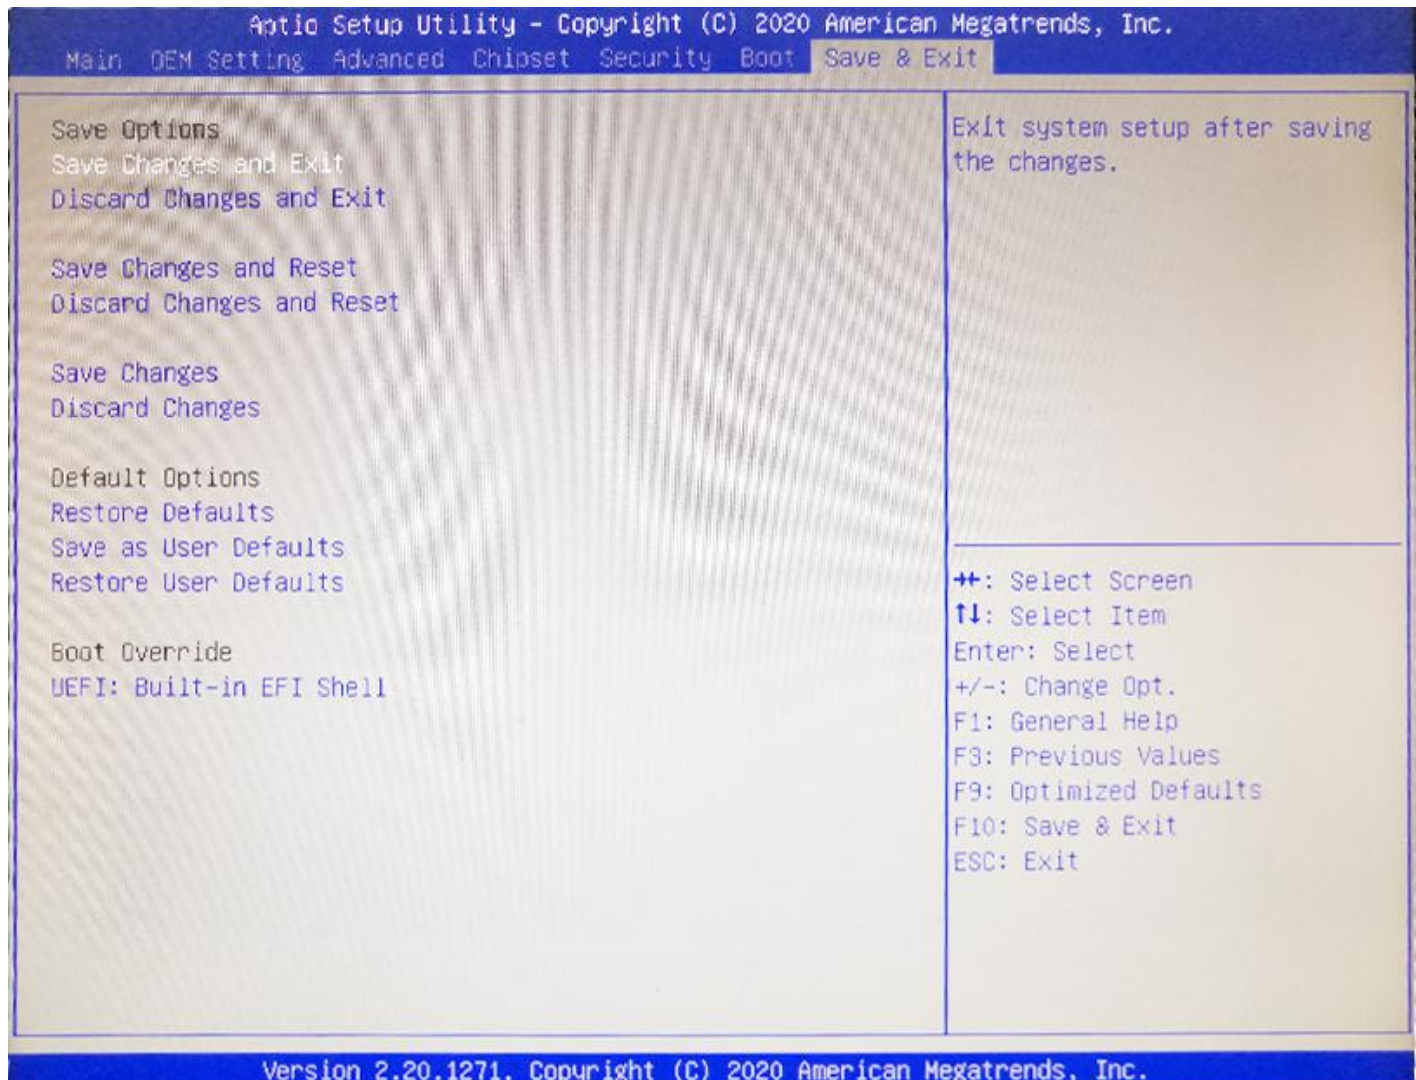 Aptio Setup Utility - Copyright (C) 2020 American Megatrends, Inc.
Main OEM Setting Advanced Chipset Security Boot Save & Exit
Save Options
Save Changes and Exit
Discard Changes and Exit
Save Changes and Reset
Discard Changes and Reset
Save Changes
Discard Changes
Default Options
Restore Defaults
Save as User Defaults
Restore User Defaults
Boot Override
UEFI: Built-in EFI Shell
Exit system setup after saving
the changes.
→←: Select Screen
↑↓: Select Item
Enter: Select
+/-: Change Opt.
F1: General Help
F3: Previous Values
F9: Optimized Defaults
F10: Save & Exit
ESC: Exit
Version 2.20.1271. Copyright (C) 2020 American Megatrends, Inc.